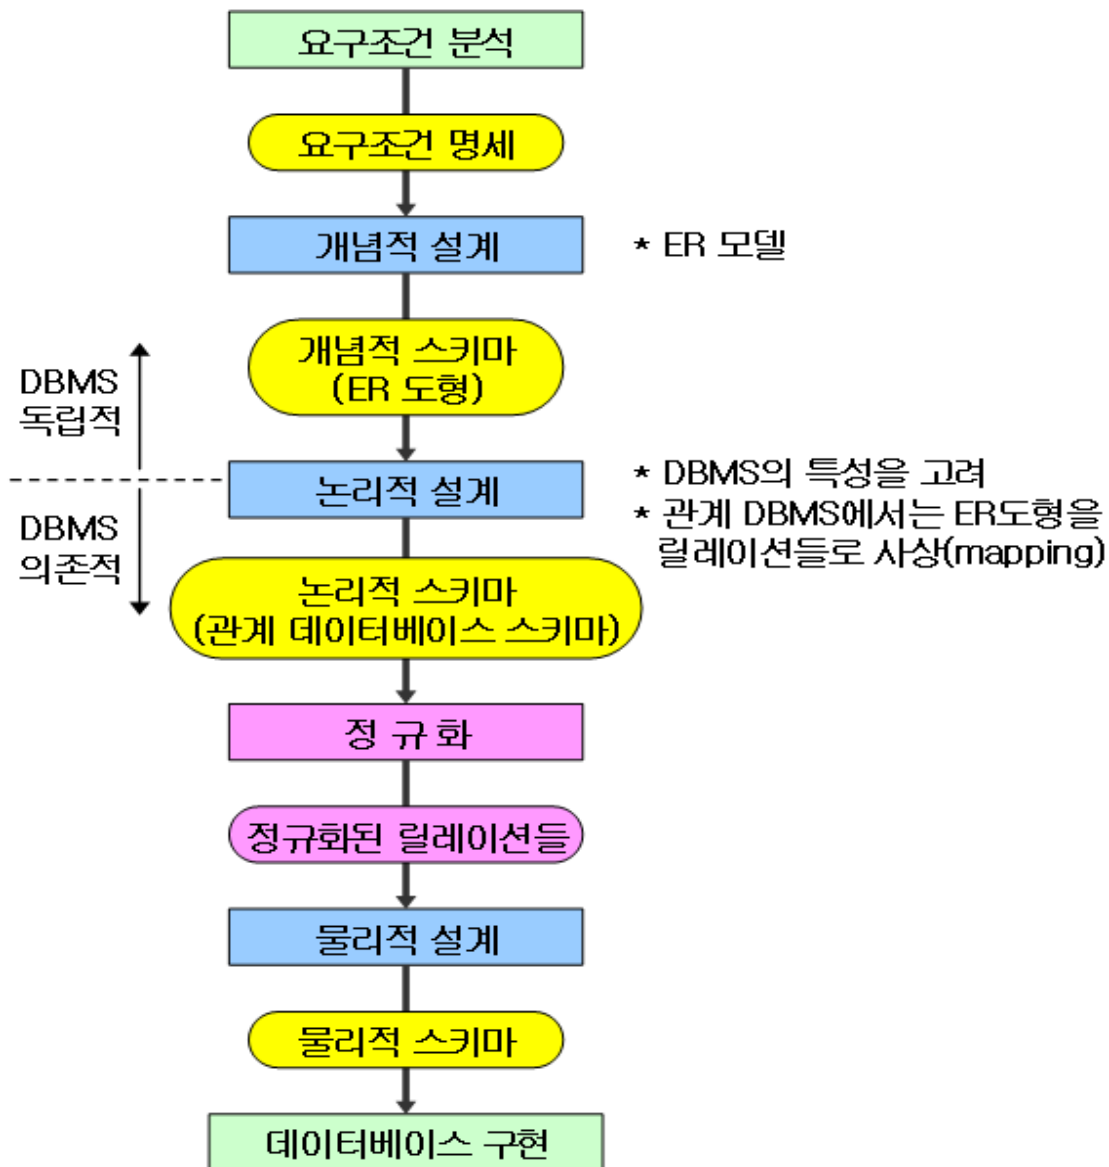 요구조건 분석
요구조건 명세
개념적 설계
* ER 모델
개념적 스키마
(ER 도형)
DBMS
독립적
논리적 설계
* DBMS의 특성을 고려
* 관계 DBMS에서는 ER도형을
릴레이션들로 사상(mapping)
DBMS
의존적
논리적 스키마
(관계 데이터베이스 스키마)
정 규 화
정규화된 릴레이션들
물리적 설계
물리적 스키마
데이터베이스 구현